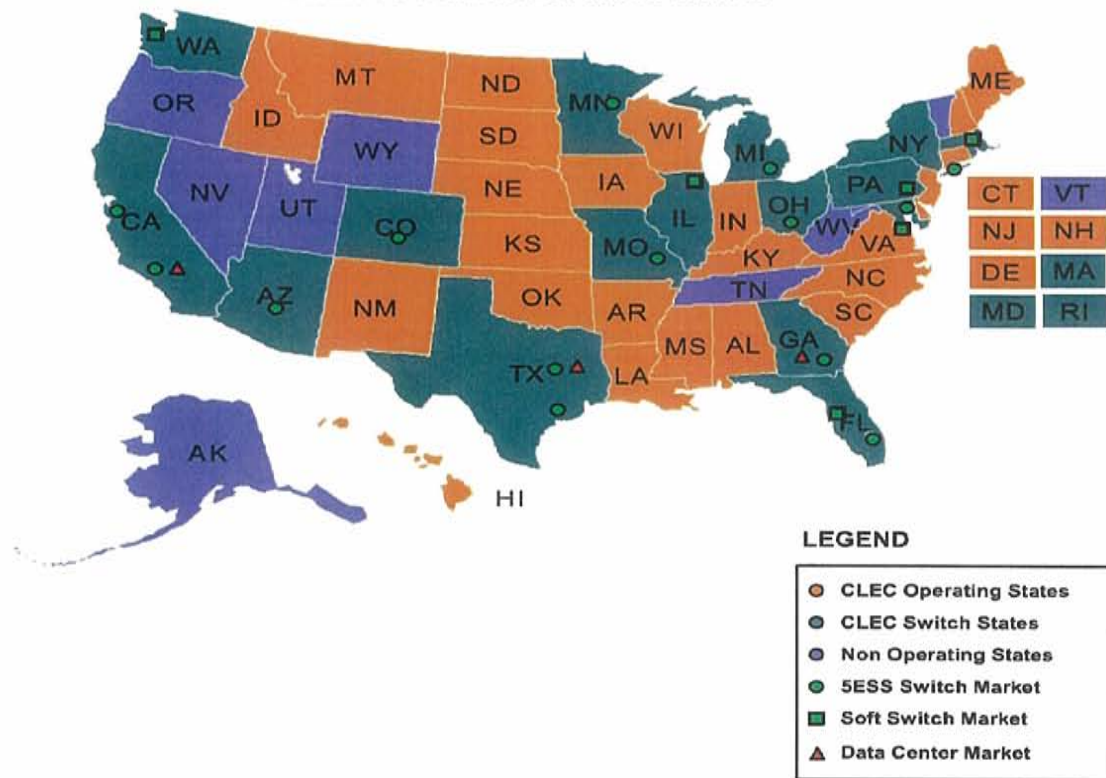 WA
MT
ND
MN
ME
OR
ID
SD
WI
MI
NY
WY
NE
IA
PA
CT
VT
NV
UT
CO
IL
IN
OH
WV
NJ
NH
CA
KS
MO
KY
VA
DE
MA
AZ
NM
OK
AR
TN
NC
SC
MD
RI
TX
LA
MS
AL
GA
FL
AK
HI
LEGEND
CLEC Operating States
CLEC Switch States
Non Operating States
5ESS Switch Market
Soft Switch Market
Data Center Market